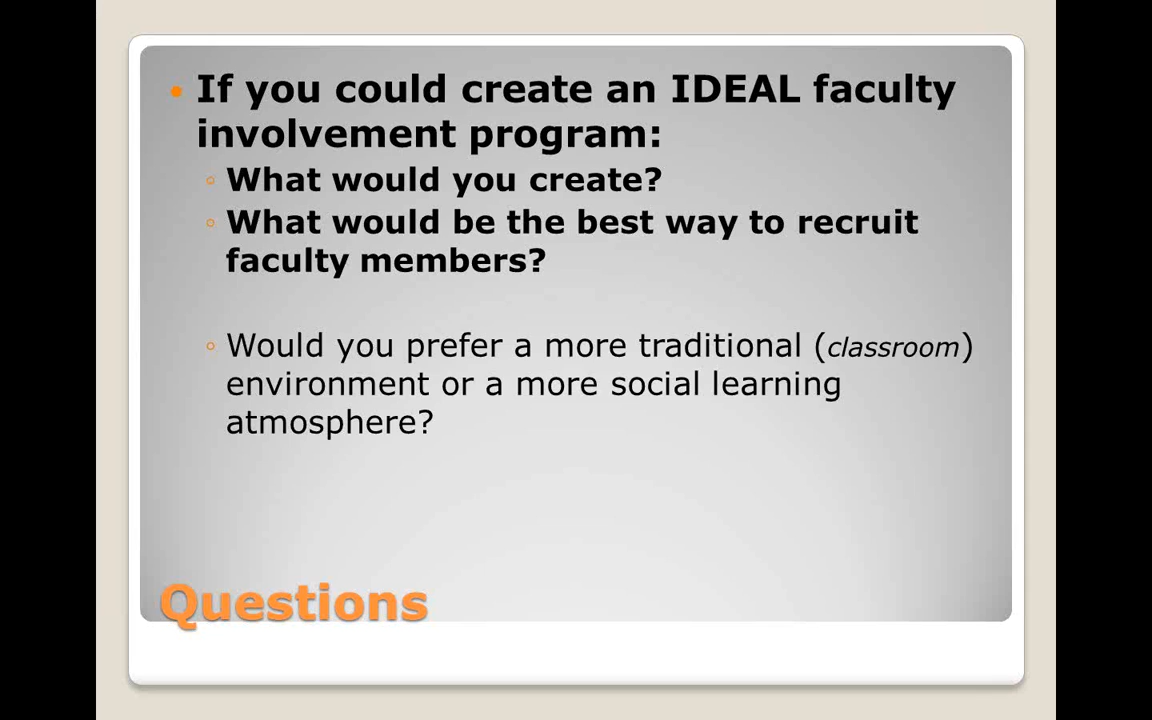 • If you could create an IDEAL faculty
involvement program:
◦ What would you create?
◦ What would be the best way to recruit
faculty members?
◦ Would you prefer a more traditional (classroom)
environment or a more social learning
atmosphere?
Questions